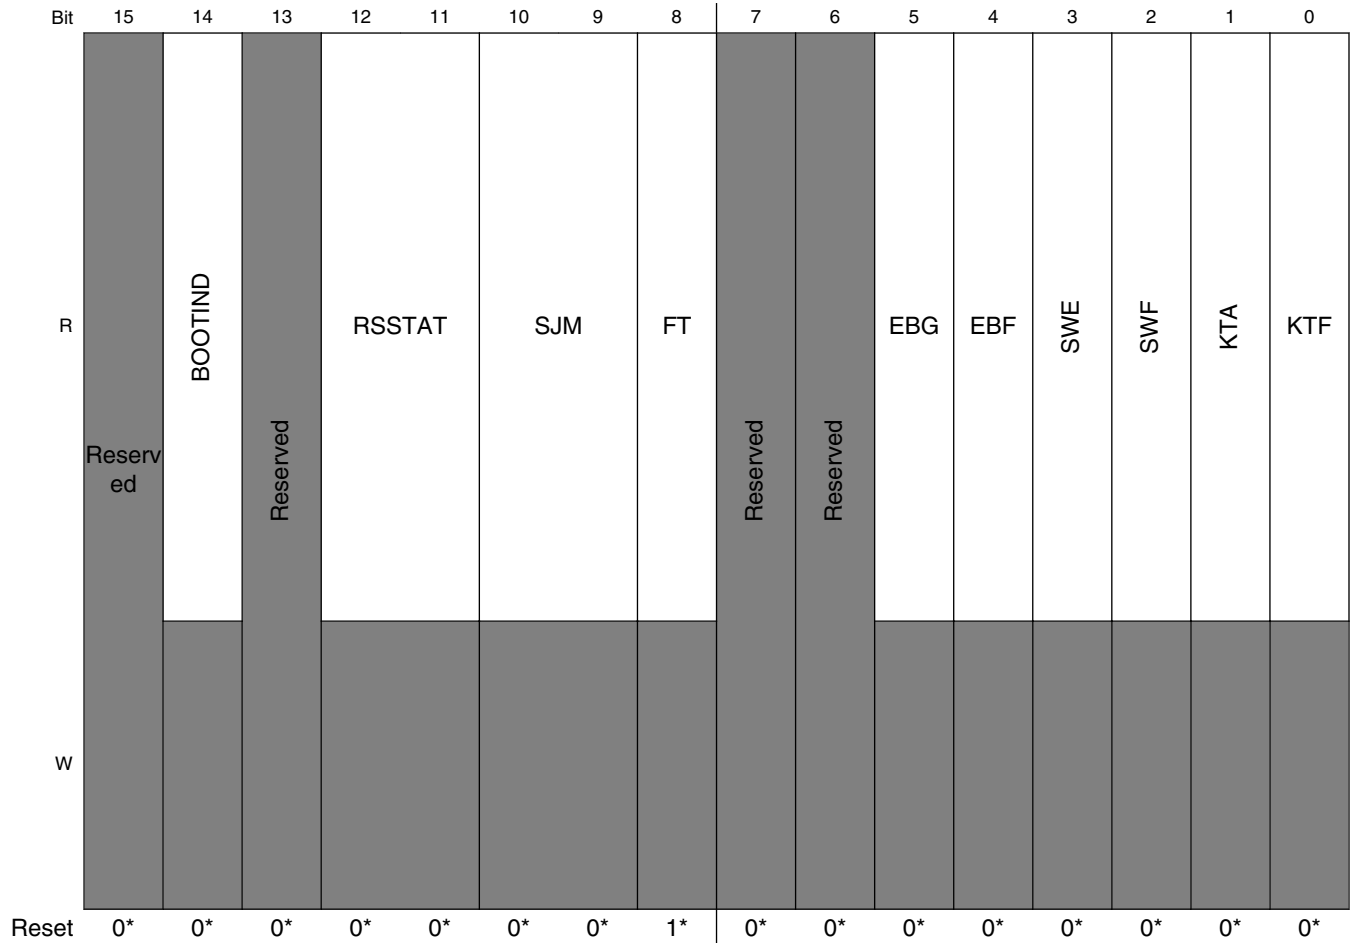 Bit 15 14 13 12 11 10 9 8 7 6 5 4 3 2 1 0
R BOOTIND RSSTAT SJM FT EBG EBF SWE SWF KTA KTF
Reserv
ed
Reserved
Reserved
Reserved
W
Reset 0* 0* 0* 0* 0* 0* 0* 1* 0* 0* 0* 0* 0* 0* 0* 0*